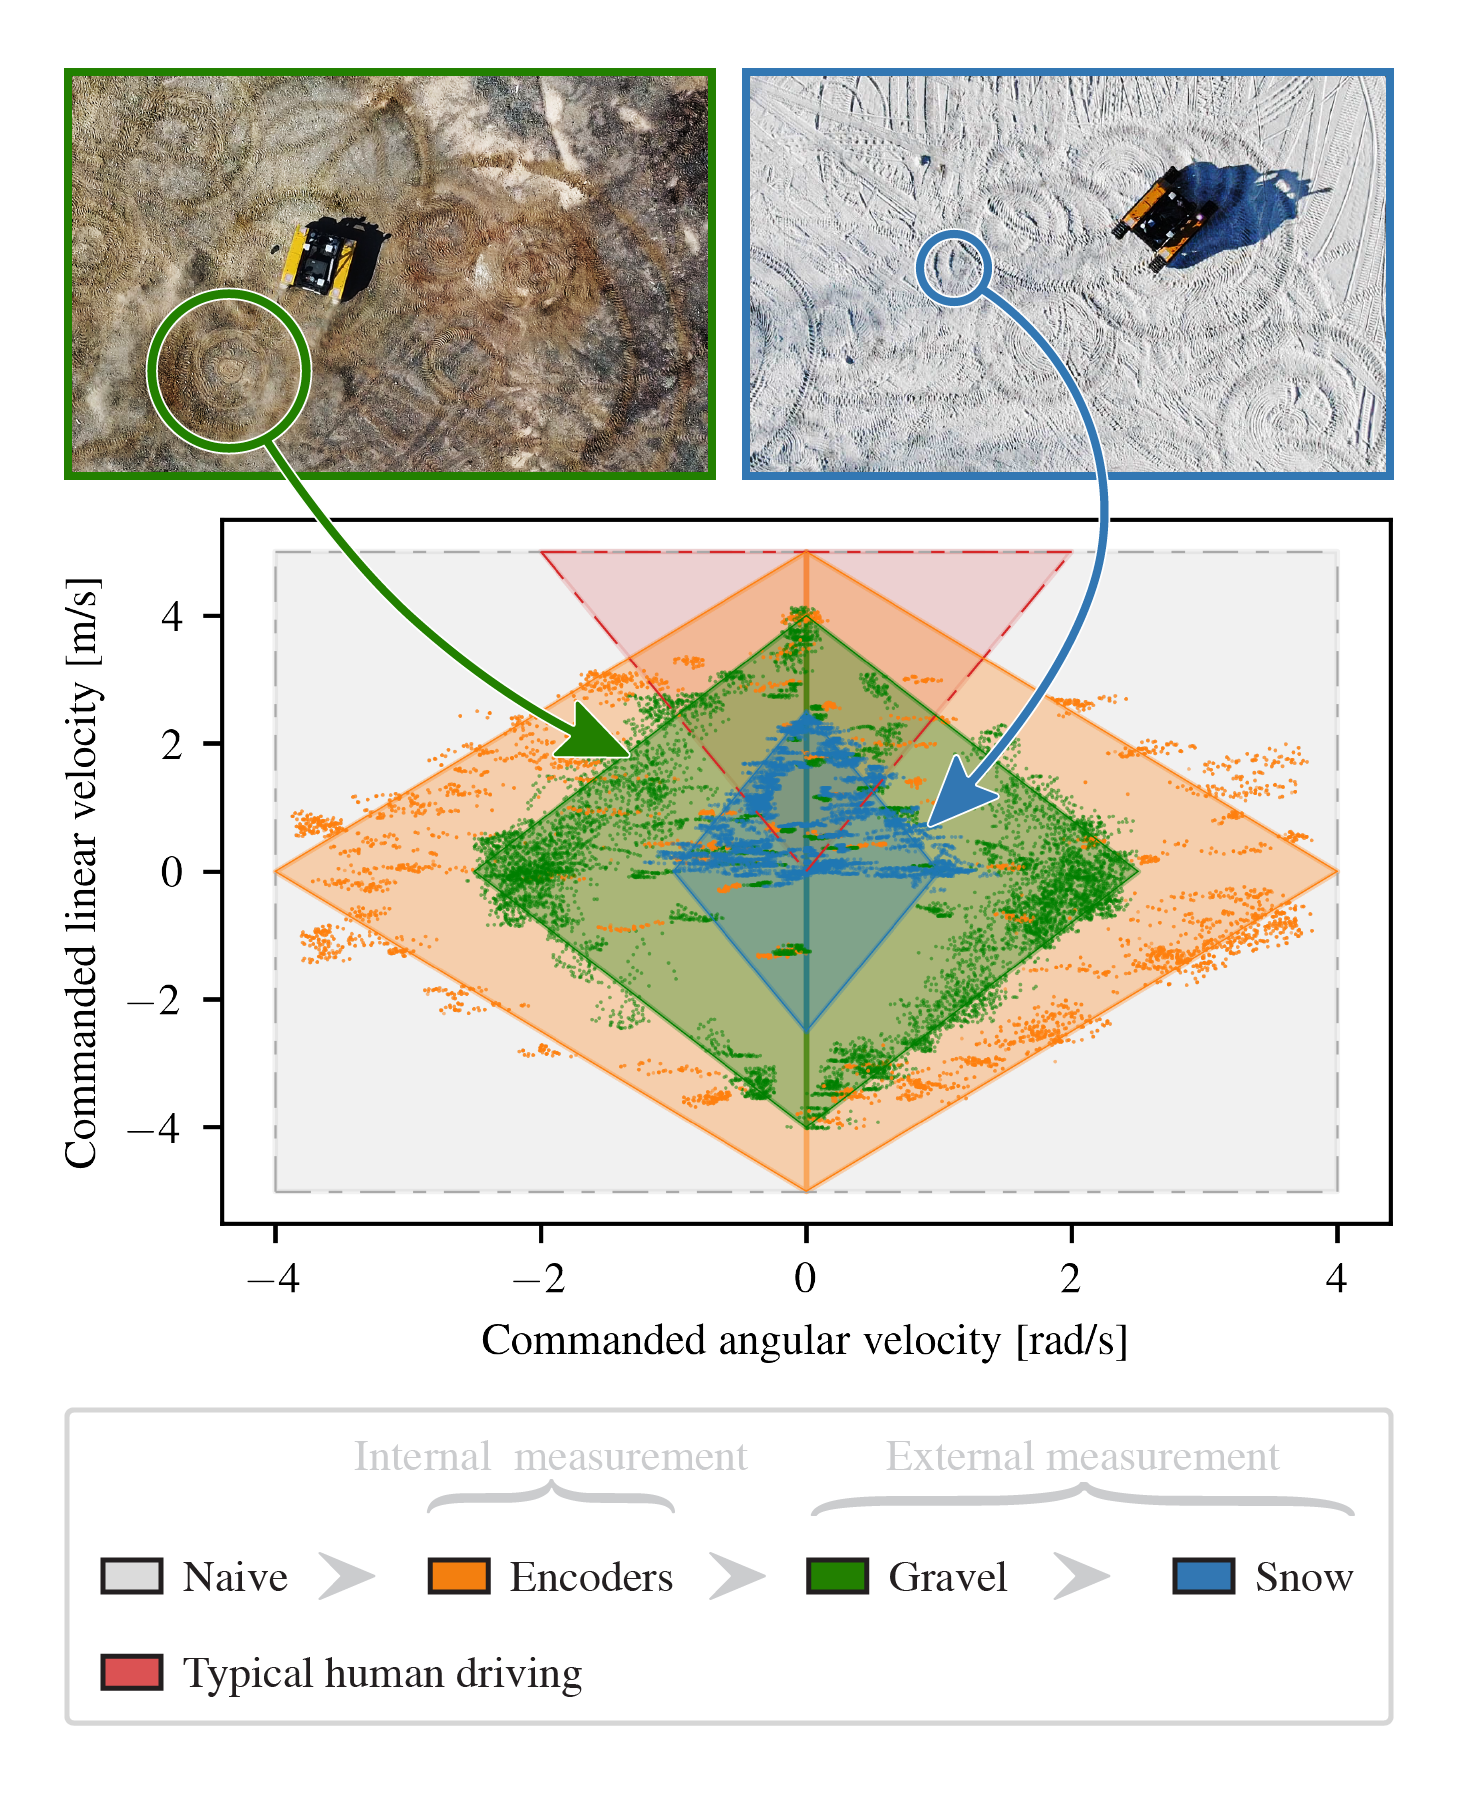 Commanded linear velocity [m/s]
4
2
0
−2
−4
−4
−2
0
2
4
Commanded angular velocity [rad/s]
Internal measurement
External measurement
Naive
Encoders
Gravel
Snow
Typical human driving